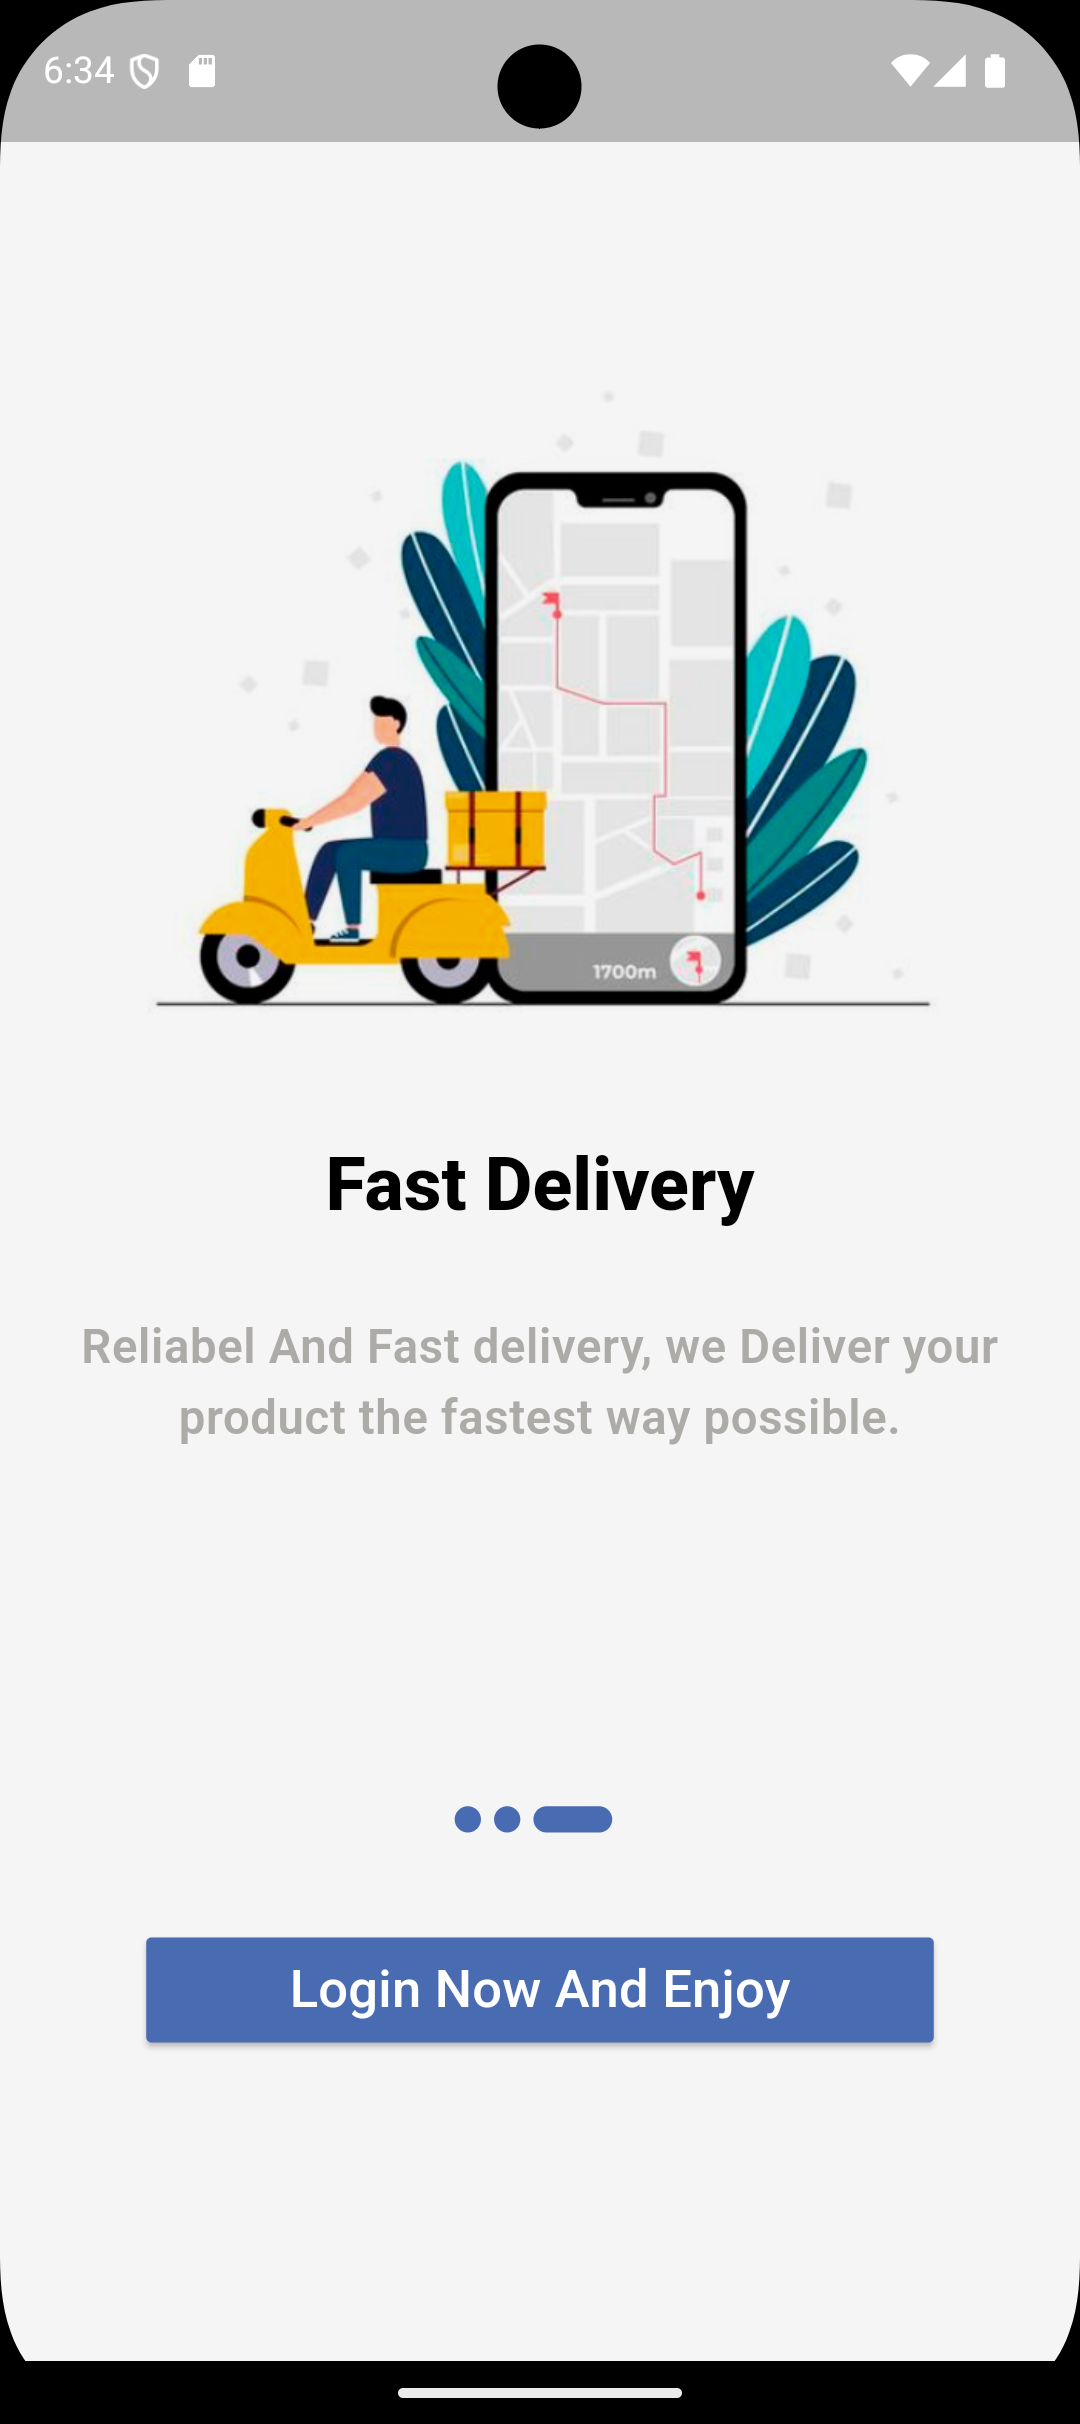 6:34
1700m
Fast Delivery
Reliabel And Fast delivery, we Deliver your
product the fastest way possible.
Login Now And Enjoy